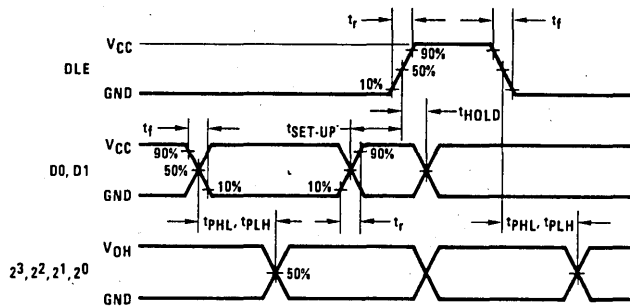 tr
tf
VCC
DLE
90%
50%
10%
GND
tHOLD
tf
tSET-UP
VCC
90%
90%
D0, D1
50%
10%
10%
GND
tPHL, tPLH
tr
tPHL, tPLH
VOH
2³, 2², 2¹, 2⁰
50%
GND